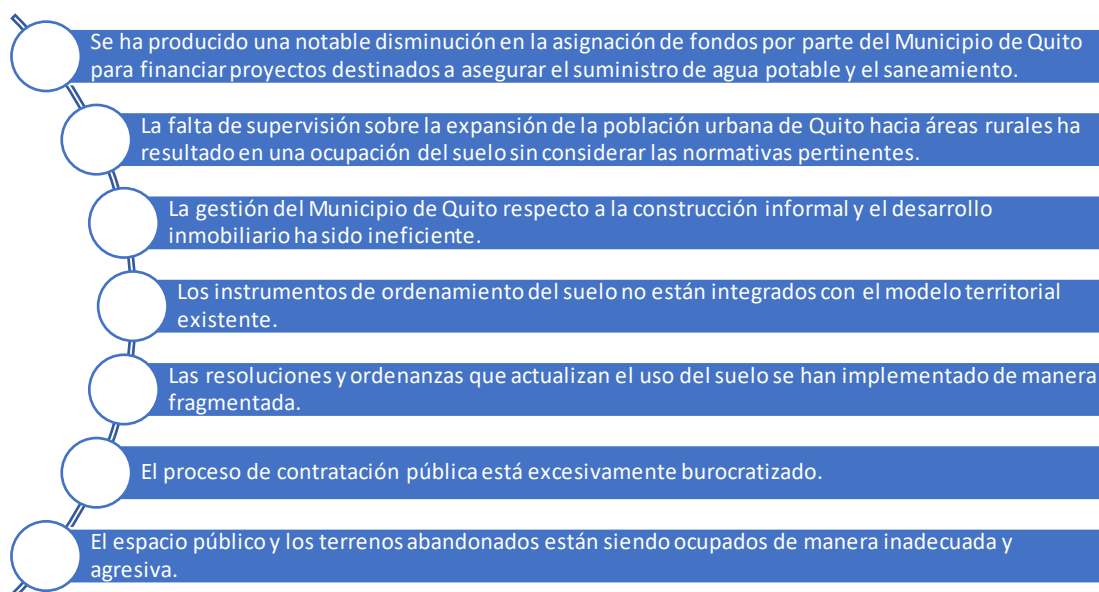 Se ha producido una notable disminución en la asignación de fondos por parte del Municipio de Quito
para financiar proyectos destinados a asegurar el suministro de agua potable y el saneamiento.
La falta de supervisión sobre la expansión de la población urbana de Quito hacia áreas rurales ha
resultado en una ocupación del suelo sin considerar las normativas pertinentes.
La gestión del Municipio de Quito respecto a la construcción informal y el desarrollo
inmobiliario ha sido ineficiente.
Los instrumentos de ordenamiento del suelo no están integrados con el modelo territorial
existente.
Las resoluciones y ordenanzas que actualizan el uso del suelo se han implementado de manera
fragmentada.
El proceso de contratación pública está excesivamente burocratizado.
El espacio público y los terrenos abandonados están siendo ocupados de manera inadecuada y
agresiva.